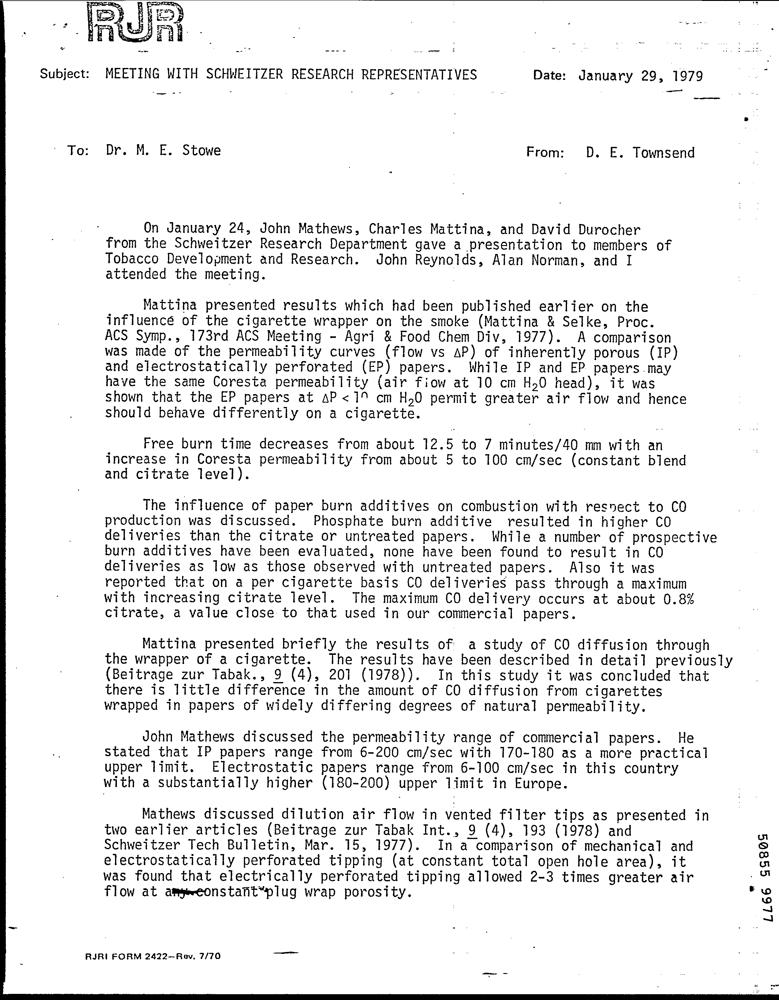 RJR
Subject: MEETING WITH SCHWEITZER RESEARCH REPRESENTATIVES Date: January 29, 1979
To: Dr. M. E. Stowe From: D. E. Townsend
On January 24, John Mathews, Charles Mattina, and David Durocher
from the Schweitzer Research Department gave a presentation to members of
Tobacco Development and Research. John Reynolds, Alan Norman, and I
attended the meeting.
Mattina presented results which had been published earlier on the
influence of the cigarette wrapper on the smoke (Mattina & Selke, Proc.
ACS Symp., 173rd ACS Meeting - Agri & Food Chem Div, 1977). A comparison
was made of the permeability curves (flow vs ΔP) of inherently porous (IP)
and electrostatically perforated (EP) papers. While IP and EP papers may
have the same Coresta permeability (air flow at 10 cm H₂O head), it was
shown that the EP papers at ΔP < 10 cm H₂O permit greater air flow and hence
should behave differently on a cigarette.
Free burn time decreases from about 12.5 to 7 minutes/40 mm with an
increase in Coresta permeability from about 5 to 100 cm/sec (constant blend
and citrate level).
The influence of paper burn additives on combustion with respect to CO
production was discussed. Phosphate burn additive resulted in higher CO
deliveries than the citrate or untreated papers. While a number of prospective
burn additives have been evaluated, none have been found to result in CO
deliveries as low as those observed with untreated papers. Also it was
reported that on a per cigarette basis CO deliveries pass through a maximum
with increasing citrate level. The maximum CO delivery occurs at about 0.8%
citrate, a value close to that used in our commercial papers.
Mattina presented briefly the results of a study of CO diffusion through
the wrapper of a cigarette. The results have been described in detail previously
(Beitrage zur Tabak., 9 (4), 201 (1978)). In this study it was concluded that
there is little difference in the amount of CO diffusion from cigarettes
wrapped in papers of widely differing degrees of natural permeability.
John Mathews discussed the permeability range of commercial papers. He
stated that IP papers range from 6-200 cm/sec with 170-180 as a more practical
upper limit. Electrostatic papers range from 6-100 cm/sec in this country
with a substantially higher (180-200) upper limit in Europe.
Mathews discussed dilution air flow in vented filter tips as presented in
two earlier articles (Beitrage zur Tabak Int., 9 (4), 193 (1978) and
Schweitzer Tech Bulletin, Mar. 15, 1977). In a comparison of mechanical and
electrostatically perforated tipping (at constant total open hole area), it
was found that electrically perforated tipping allowed 2-3 times greater air
flow at any constant plug wrap porosity.
50855 9977
RJRI FORM 2422—Rev. 7/70